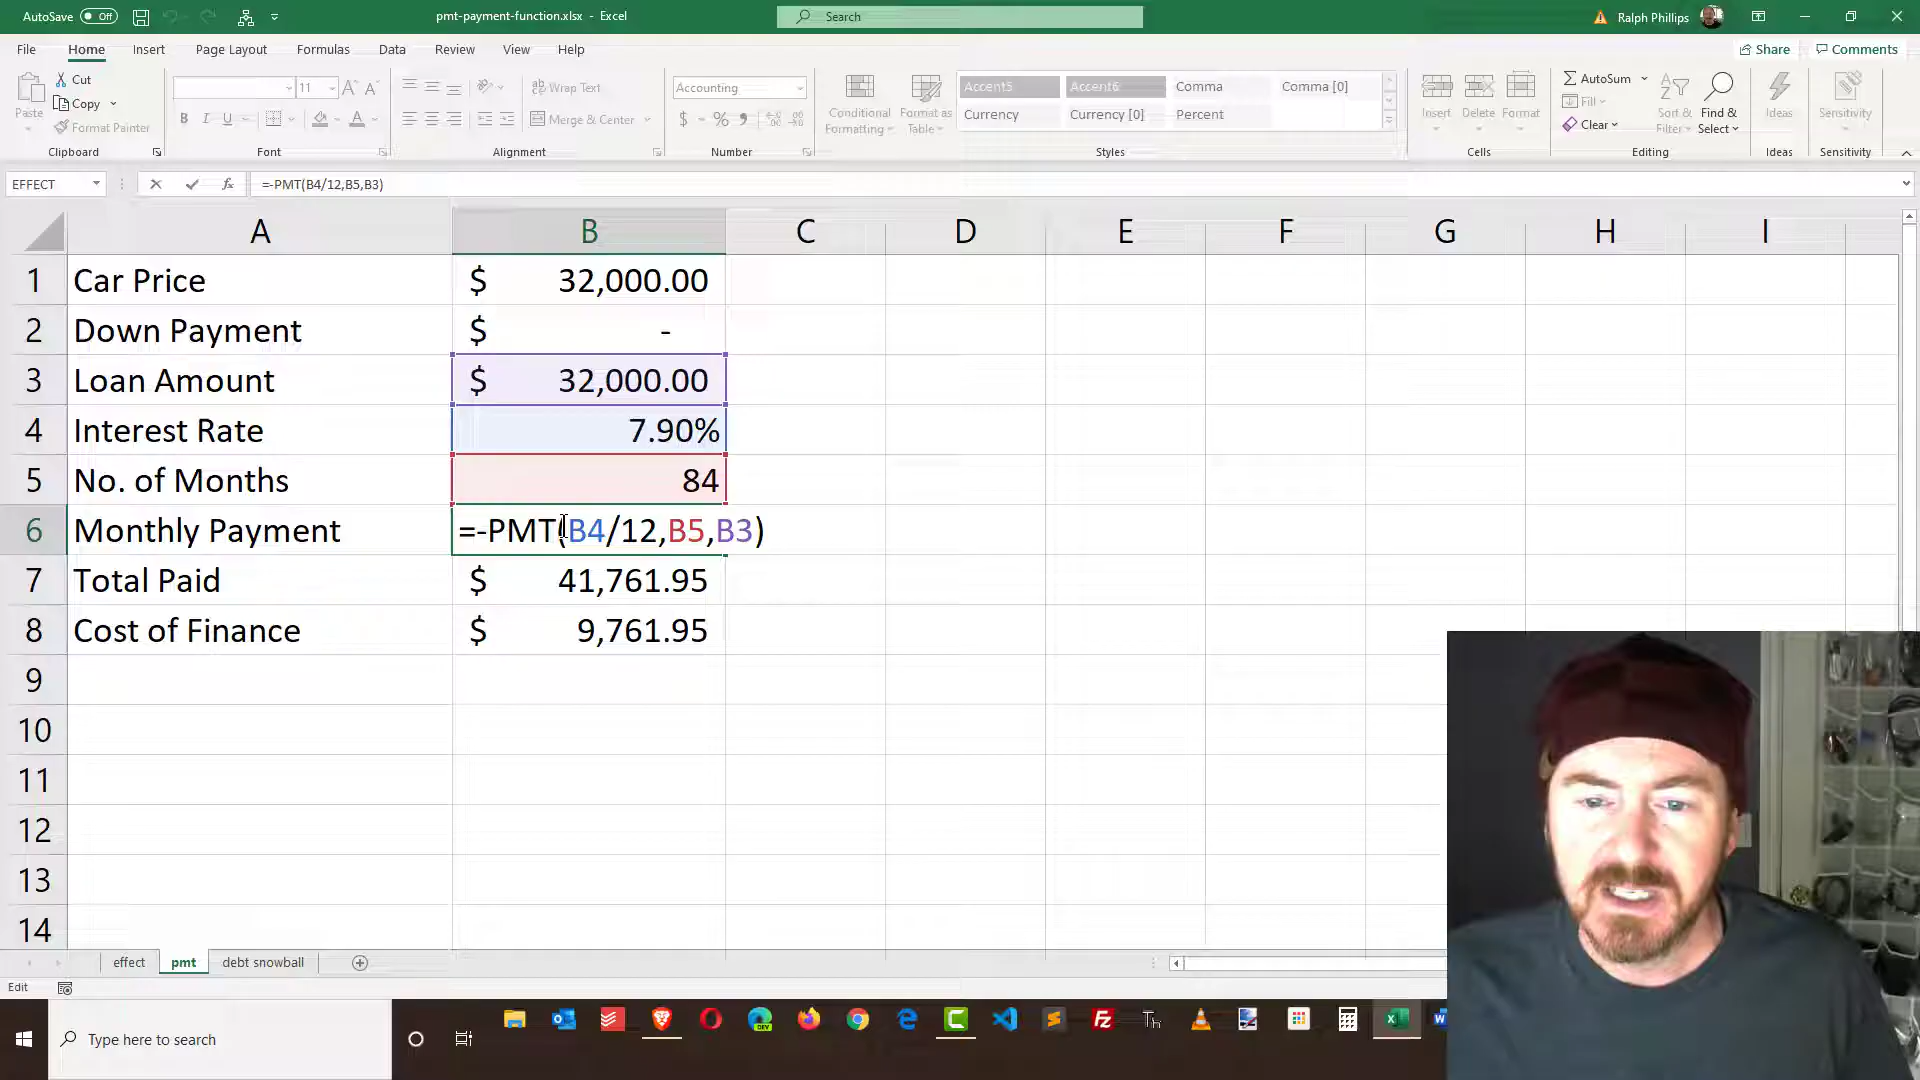 AutoSave Off
pmt-payment-function.xlsx - Excel
Search
Ralph Phillips
File Home Insert Page Layout Formulas Data Review View Help
Share Comments
Paste
Cut
Copy
Format Painter
Clipboard
11
Font
Wrap Text
Merge & Center
Alignment
Accounting
$ % ,
Number
Conditional Formatting
Format as Table
Accent5 Accent6 Comma Comma [0]
Currency Currency [0] Percent
Styles
Insert Delete Format
Cells
AutoSum
Fill
Clear
Sort & Filter
Find & Select
Editing
Ideas
Ideas
Sensitivity
Sensitivity
EFFECT fx =-PMT(B4/12,B5,B3)
A B C D E F G H I
1 Car Price $ 32,000.00
2 Down Payment $ -
3 Loan Amount $ 32,000.00
4 Interest Rate 7.90%
5 No. of Months 84
6 Monthly Payment =-PMT(B4/12,B5,B3)
7 Total Paid $ 41,761.95
8 Cost of Finance $ 9,761.95
9
10
11
12
13
14
effect pmt debt snowball
Edit
Type here to search